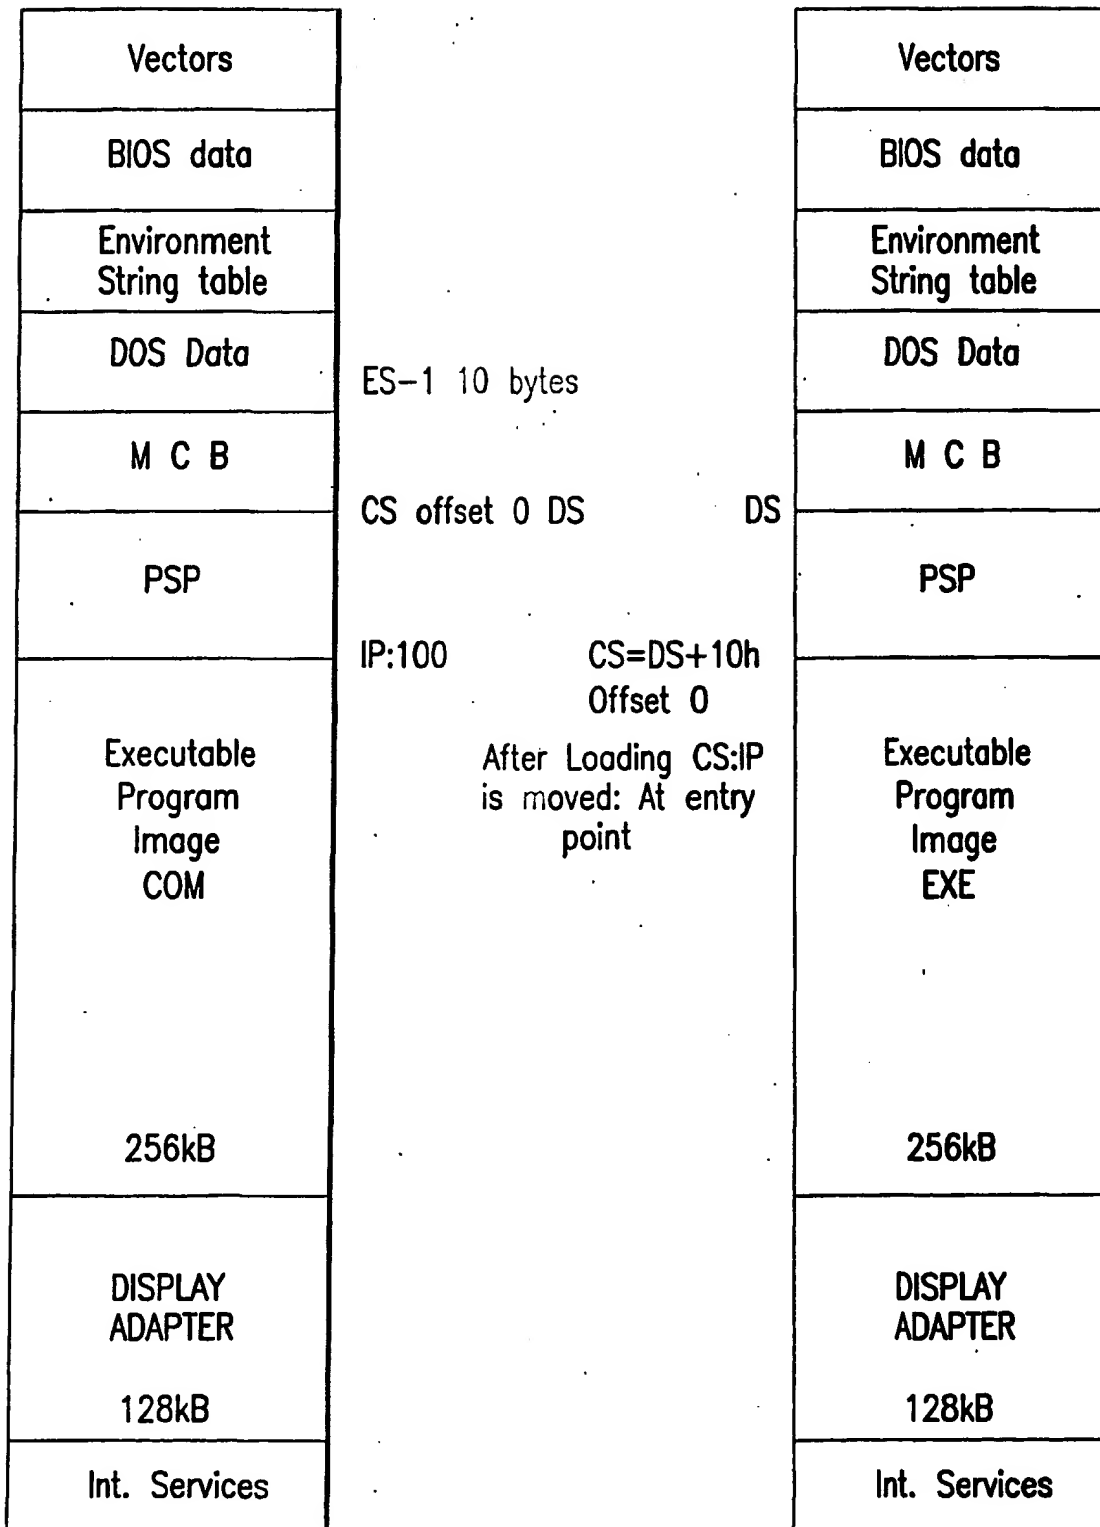 Vectors
BIOS data
Environment
String table
DOS Data
M C B
PSP
Executable
Program
Image
COM
256kB
DISPLAY
ADAPTER
128kB
Int. Services
ES-1 10 bytes
CS offset 0 DS
DS
IP:100
CS=DS+10h
Offset 0
After Loading CS:IP
is moved: At entry
point
Vectors
BIOS data
Environment
String table
DOS Data
M C B
PSP
Executable
Program
Image
EXE
256kB
DISPLAY
ADAPTER
128kB
Int. Services